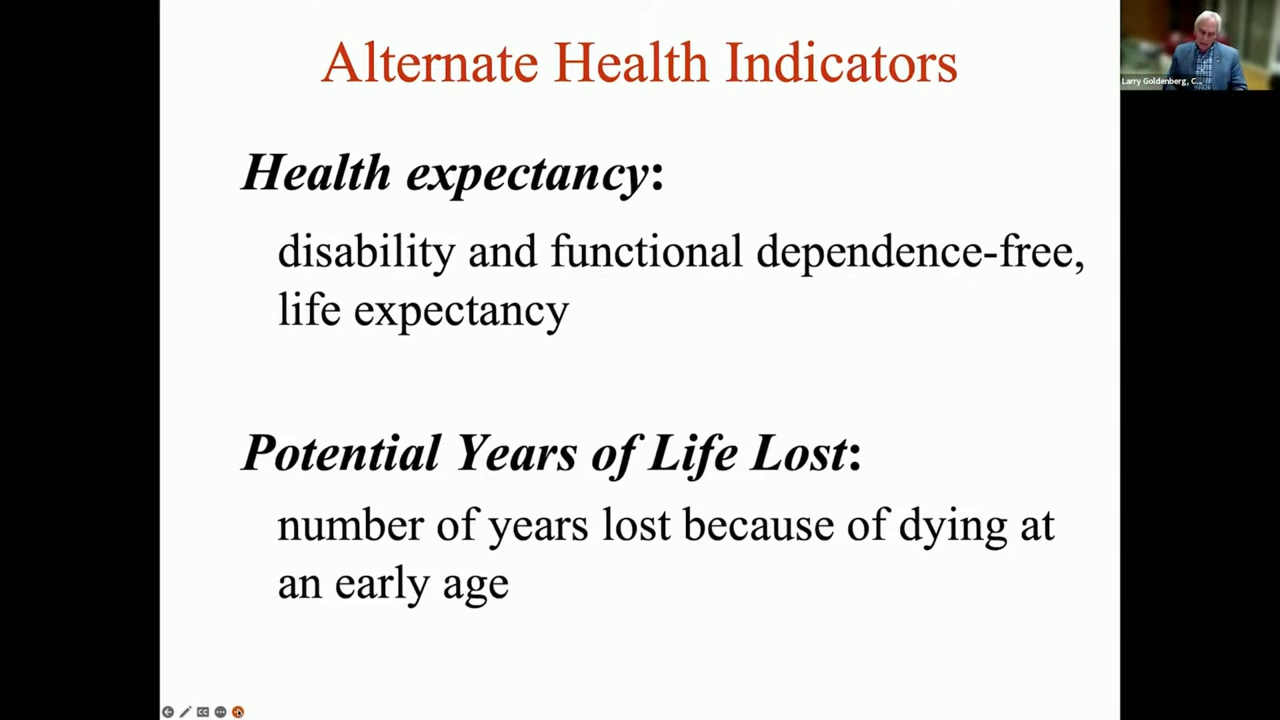 Alternate Health Indicators
Larry Goldenberg, C...
Health expectancy:
disability and functional dependence-free,
life expectancy
Potential Years of Life Lost:
number of years lost because of dying at
an early age
CC